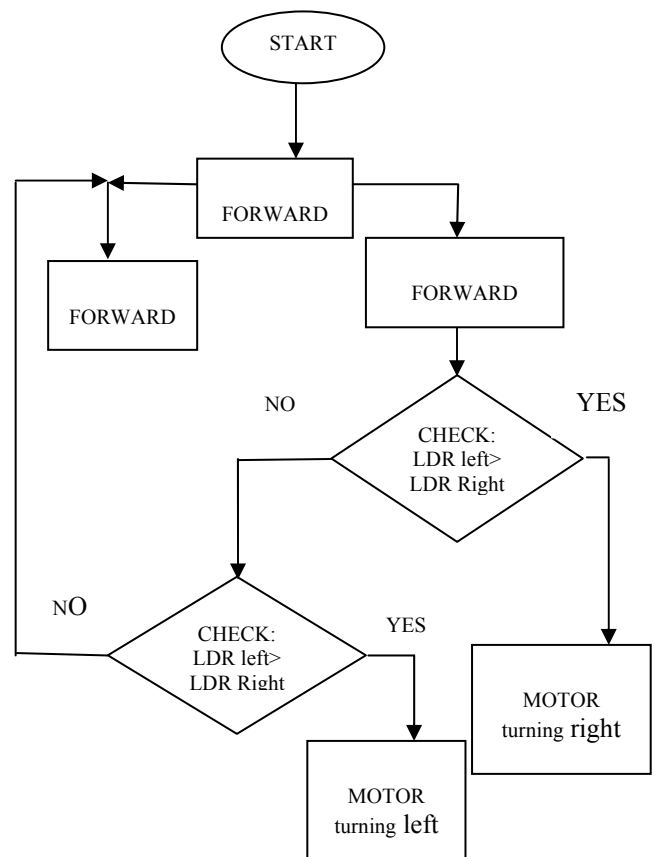 START
FORWARD
FORWARD
FORWARD
NO
YES
CHECK:
LDR left>
LDR Right
NO
YES
CHECK:
LDR left>
LDR Right
MOTOR
turning right
MOTOR
turning left